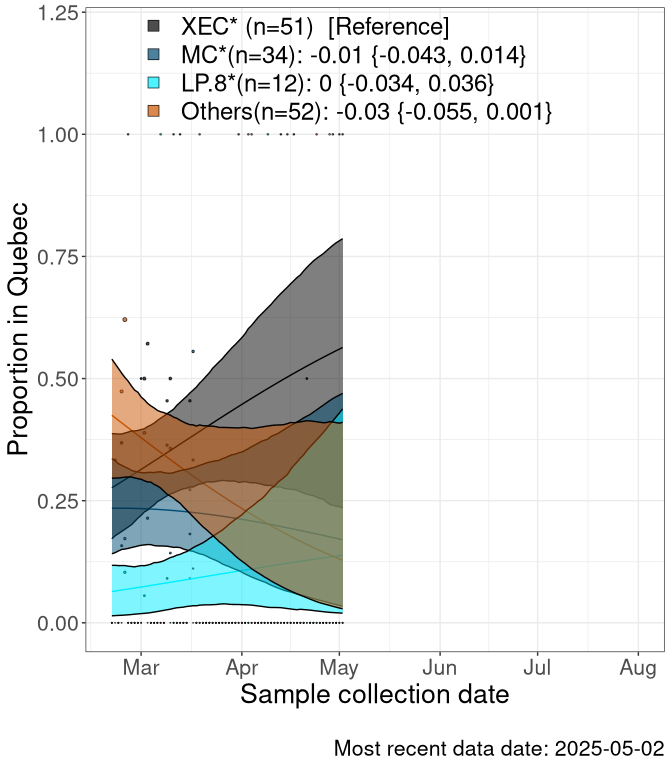 XEC* (n=51)  [Reference]
MC*(n=34): -0.01 {-0.043, 0.014}
LP.8*(n=12): 0 {-0.034, 0.036}
Others(n=52): -0.03 {-0.055, 0.001}
1.25
1.00
0.75
0.50
0.25
0.00
Proportion in Quebec
Mar Apr May Jun Jul Aug
Sample collection date
Most recent data date: 2025-05-02